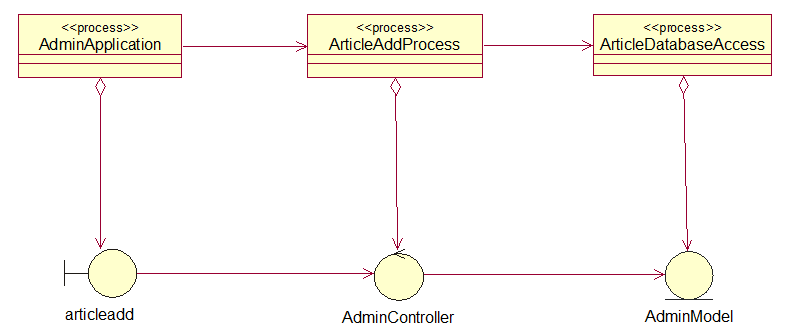 <<process>>
AdminApplication
<<process>>
ArticleAddProcess
<<process>>
ArticleDatabaseAccess
articleadd
AdminController
AdminModel